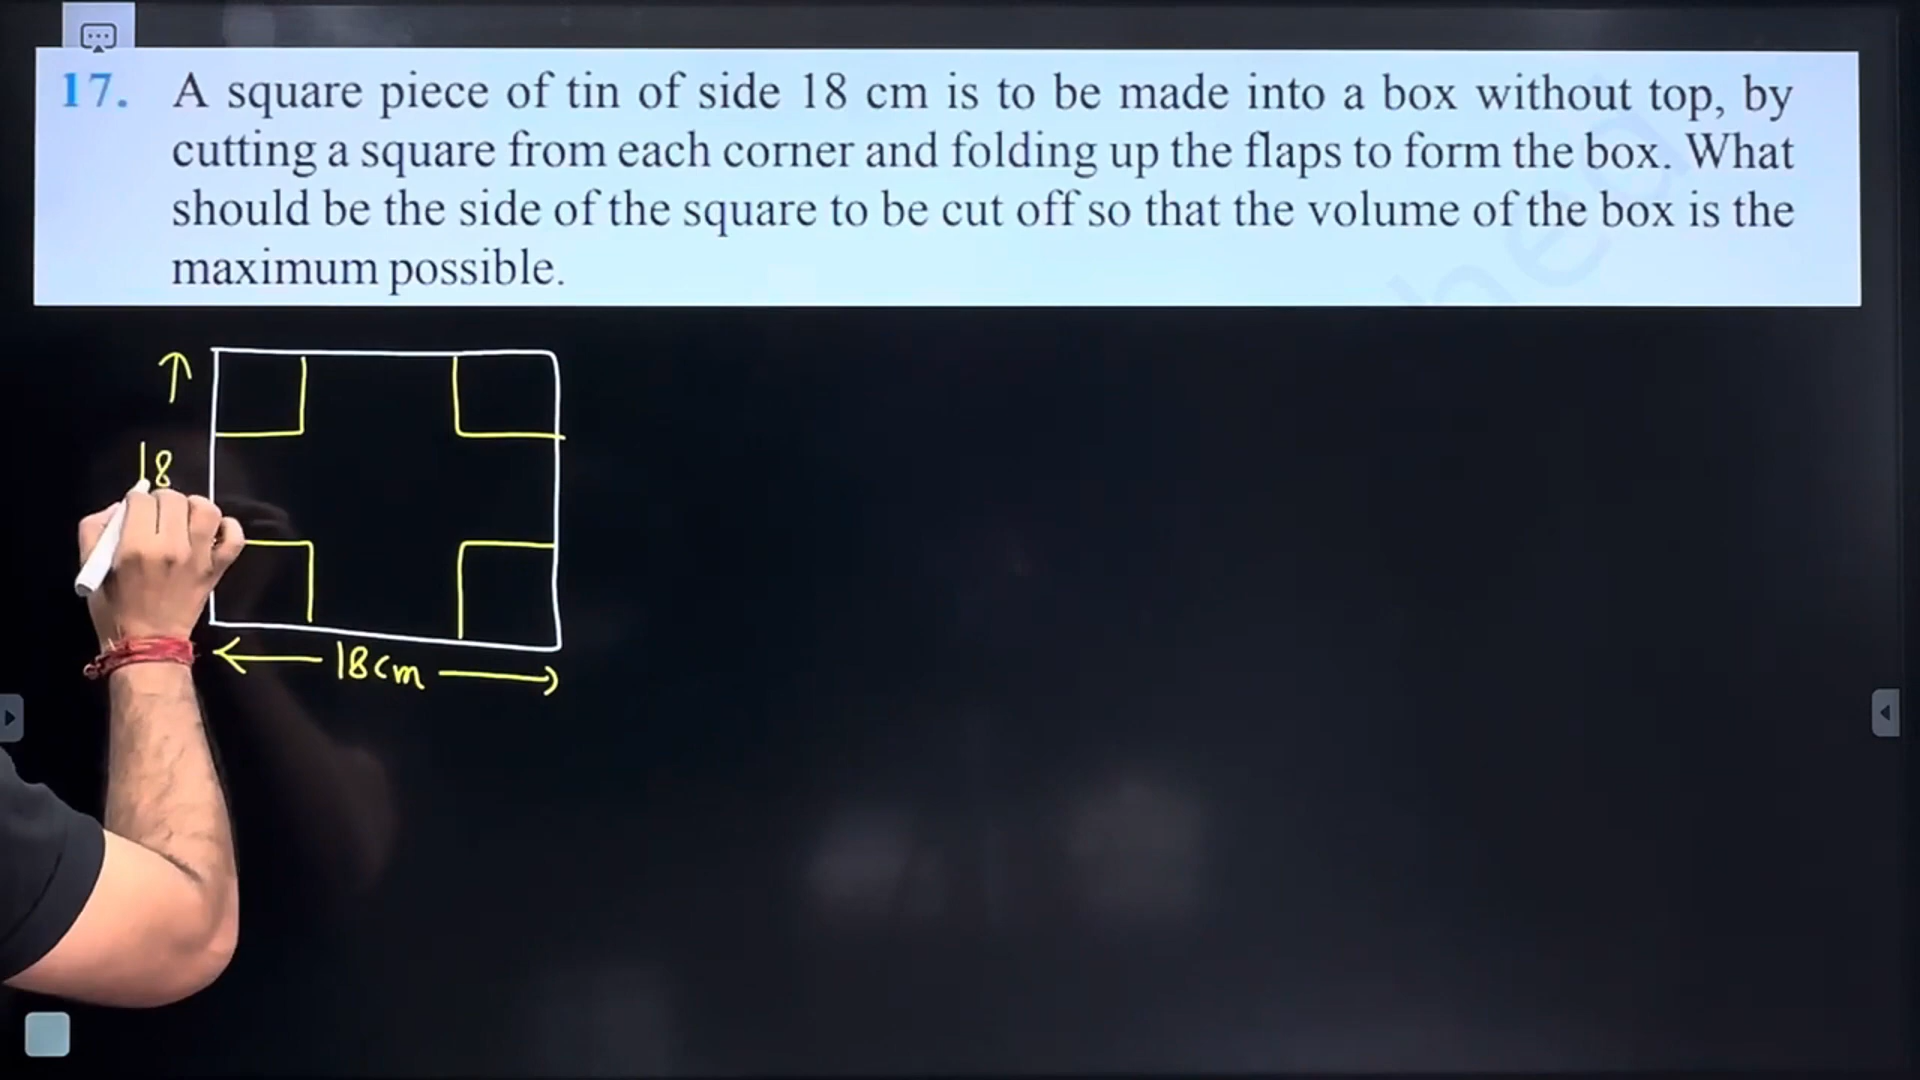 17. A square piece of tin of side 18 cm is to be made into a box without top, by
cutting a square from each corner and folding up the flaps to form the box. What
should be the side of the square to be cut off so that the volume of the box is the
maximum possible.
18
18cm